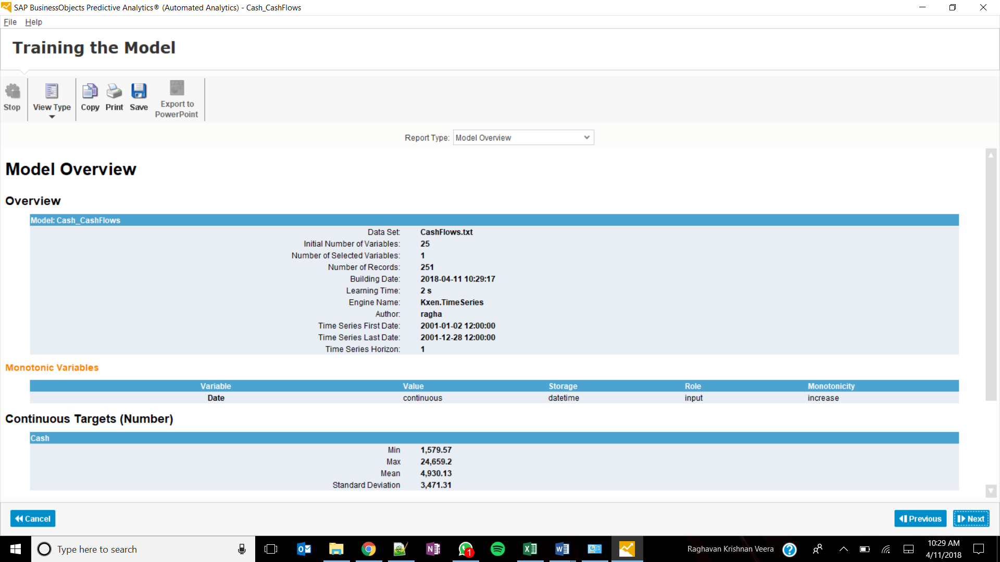 SAP BusinessObjects Predictive Analytics® (Automated Analytics) - Cash_CashFlows
File Help
Training the Model
Stop View Type Copy Print Save Export to PowerPoint
Report Type: Model Overview
Model Overview
Overview
Model: Cash_CashFlows
Data Set: CashFlows.txt
Initial Number of Variables: 25
Number of Selected Variables: 1
Number of Records: 251
Building Date: 2018-04-11 10:29:17
Learning Time: 2 s
Engine Name: Kxen.TimeSeries
Author: ragha
Time Series First Date: 2001-01-02 12:00:00
Time Series Last Date: 2001-12-28 12:00:00
Time Series Horizon: 1
Monotonic Variables
Variable Value Storage Role Monotonicity
Date continuous datetime input increase
Continuous Targets (Number)
Cash
Min 1,579.57
Max 24,659.2
Mean 4,930.13
Standard Deviation 3,471.31
Cancel Previous Next
Type here to search
1
Raghavan Krishnan Veera
10:29 AM
4/11/2018